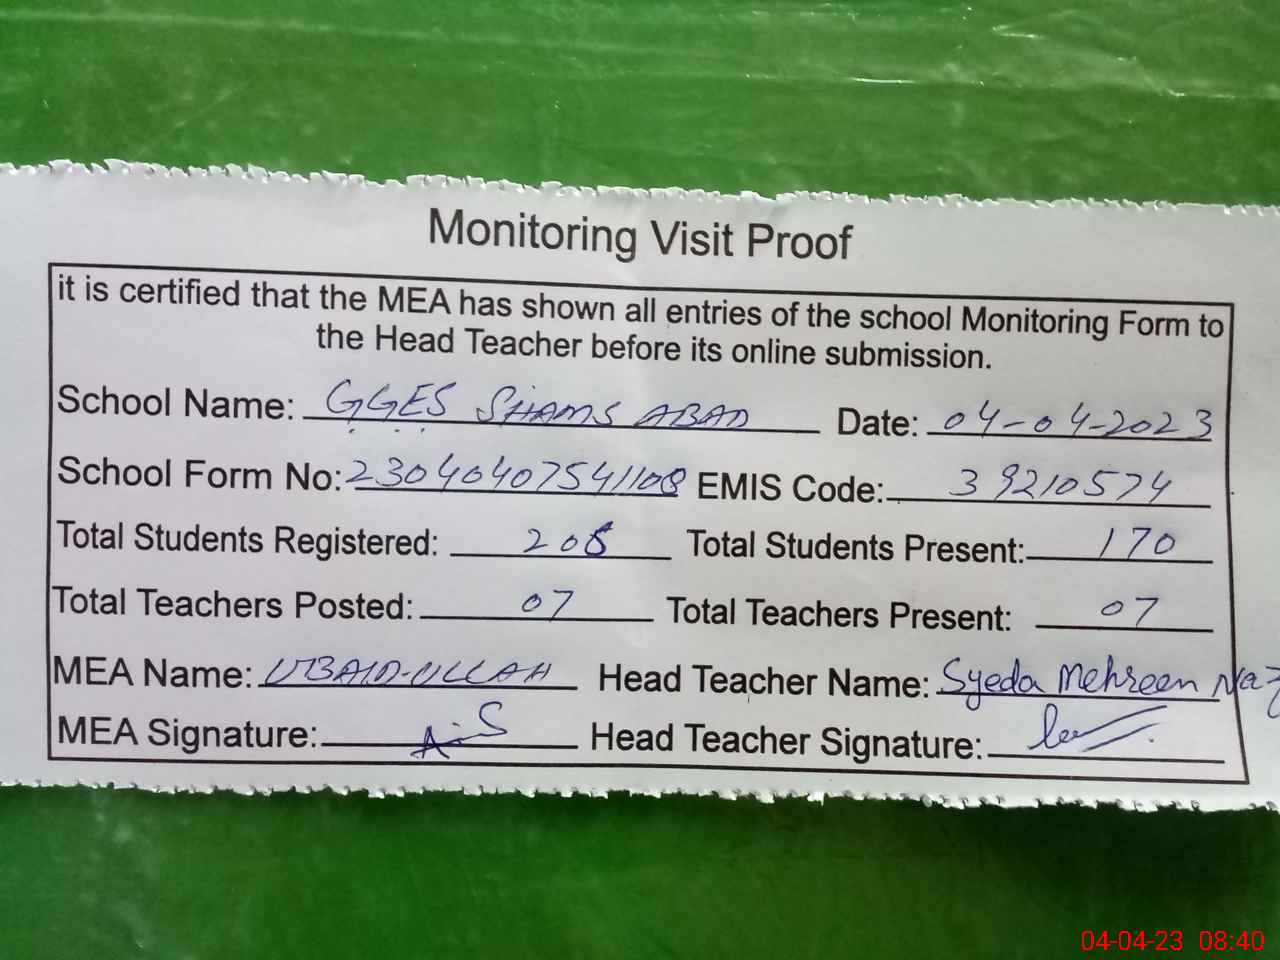 Monitoring Visit Proof
it is certified that the MEA has shown all entries of the school Monitoring Form to
the Head Teacher before its online submission.
School Name: GGES SHAMS ABAD Date: 04-04-2023
School Form No: 23040407541108 EMIS Code: 39210574
Total Students Registered: Total Students Present: 170
Total Teachers Posted: 07 Total Teachers Present: 07
MEA Name: UBAID-ULLAH Head Teacher Name: Syeda Mehreen Naz
MEA Signature: Head Teacher Signature:
04-04-23 08:40